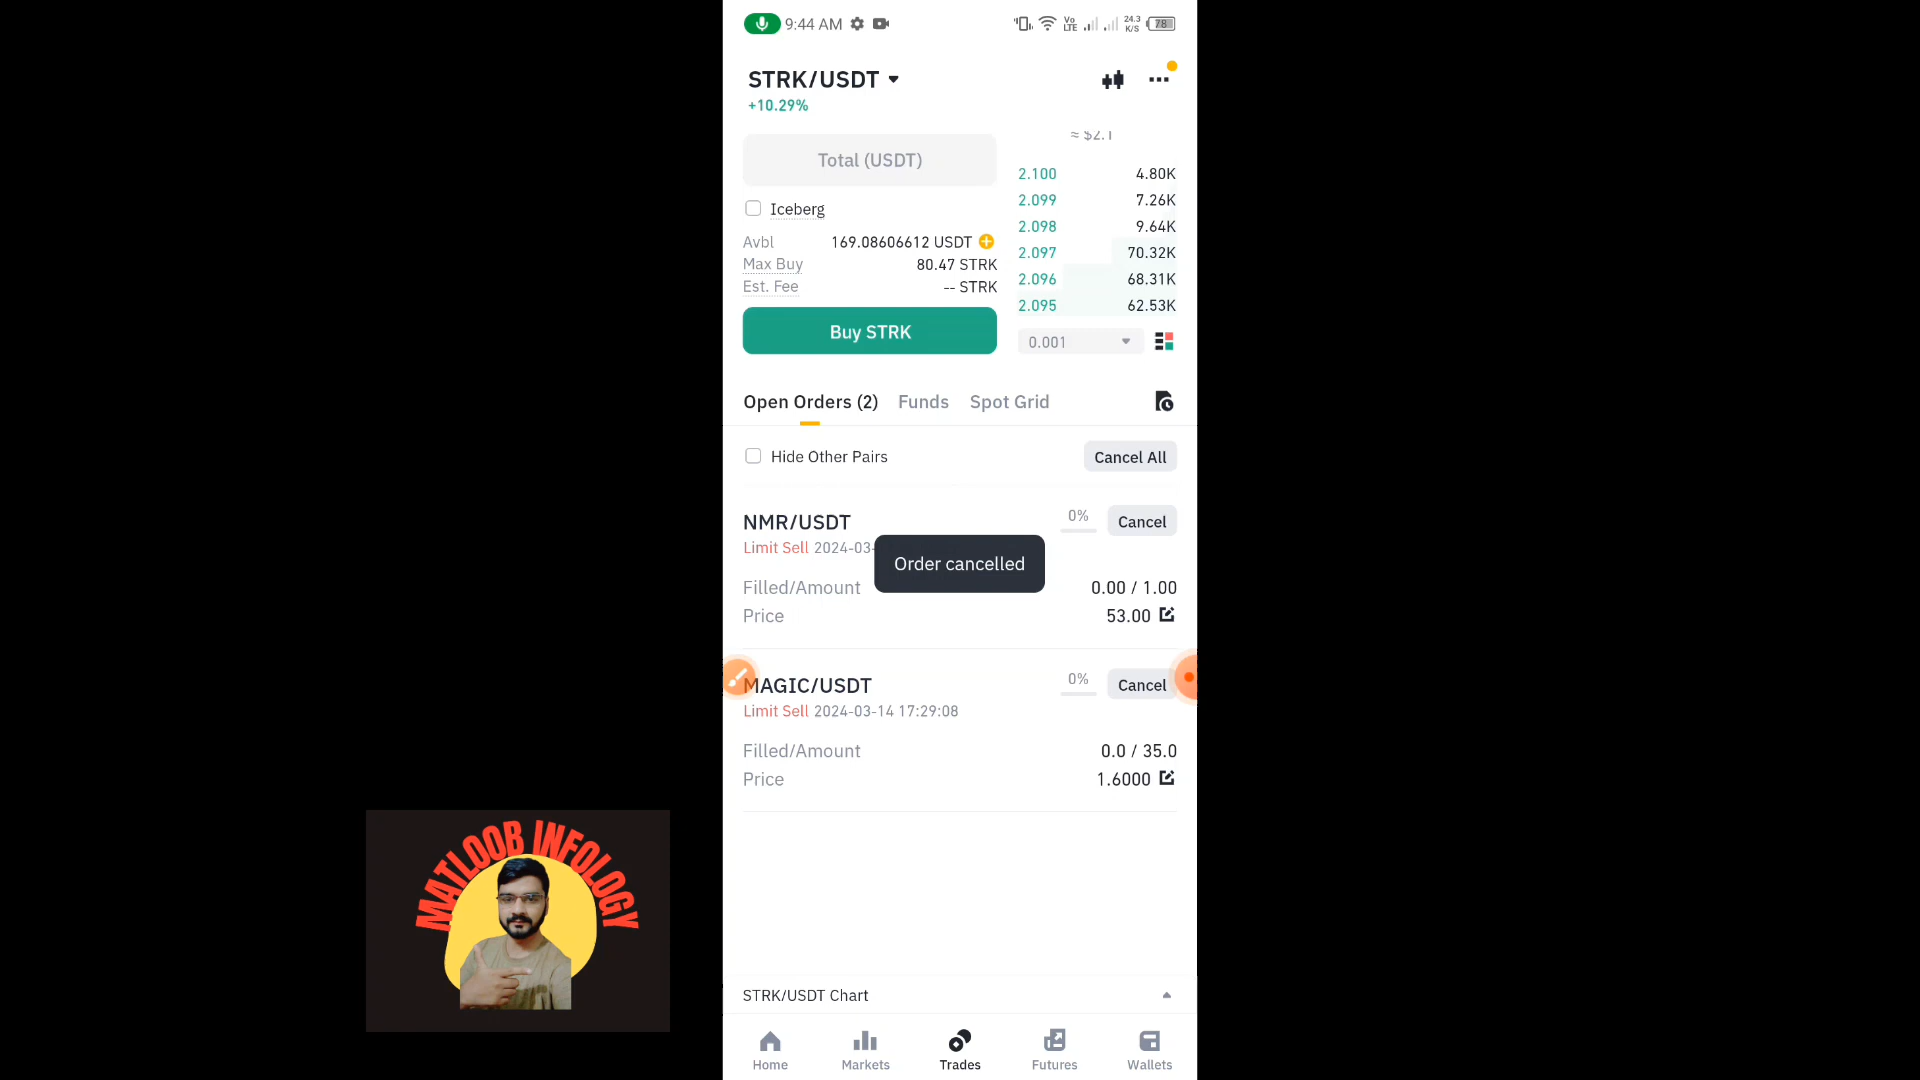 9:44 AM
Vo
LTE
24.3
K/S
78
STRK/USDT
+10.29%
≈ $2.1
Total (USDT)
2.100 4.80K
2.099 7.26K
Iceberg
2.098 9.64K
Avbl 169.08606612 USDT
2.097 70.32K
Max Buy 80.47 STRK
2.096 68.31K
Est. Fee -- STRK
2.095 62.53K
Buy STRK
0.001
Open Orders (2) Funds Spot Grid
Hide Other Pairs Cancel All
NMR/USDT 0% Cancel
Limit Sell 2024-03-
Order cancelled
Filled/Amount 0.00 / 1.00
Price 53.00
MAGIC/USDT 0% Cancel
Limit Sell 2024-03-14 17:29:08
Filled/Amount 0.0 / 35.0
Price 1.6000
MATLOOB INFOLOGY
STRK/USDT Chart
Home Markets Trades Futures Wallets